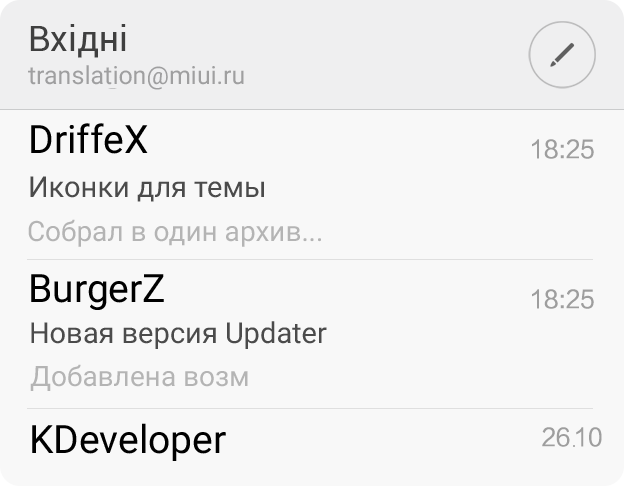 Вхідні
translation@miui.ru
DriffeX
18:25
Иконки для темы
Собрал в один архив...
BurgerZ
18:25
Новая версия Updater
Добавлена возм
KDeveloper
26.10